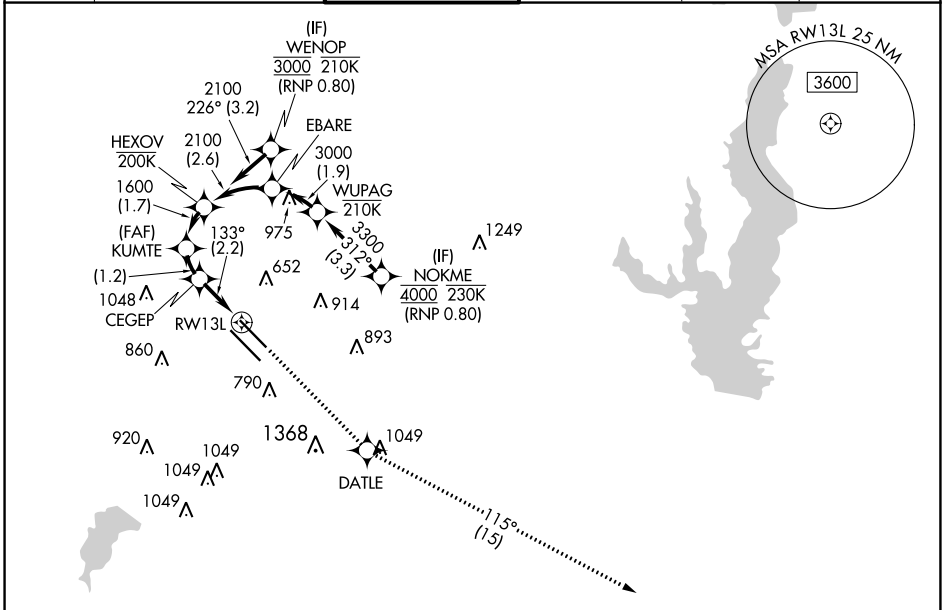 (IF)
WENOP
3000 210K
(RNP 0.80)
MSA RW13L 25 NM
3600
2100
226° (3.2)
EBARE
HEXOV
200K
2100
(2.6)
3000
(1.9)
1600
(1.7)
WUPAG
210K
(FAF)
KUMTE
133°
(2.2)
975
3300
312°
(3.3)
1249
(IF)
NOKME
4000 230K
(RNP 0.80)
652
(1.2)
1048
914
CEGEP
RW13L
893
860
790
1368
1049
920
1049
1049
DATLE
1049
115°
(15)